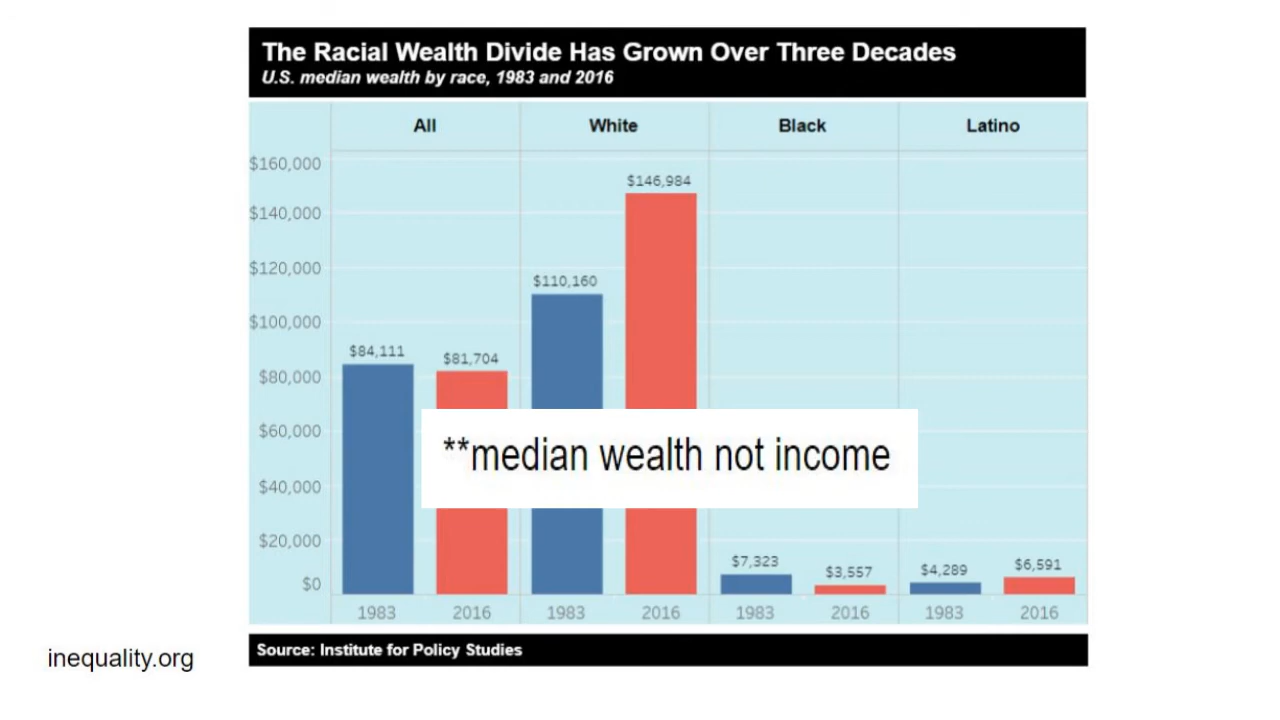 The Racial Wealth Divide Has Grown Over Three Decades
U.S. median wealth by race, 1983 and 2016
All White Black Latino
$160,000
$146,984
$140,000
$120,000
$110,160
$100,000
$84,111
$81,704
$80,000
$60,000
**median wealth not income
$40,000
$20,000
$7,323
$3,557
$4,289
$6,591
$0
1983 2016 1983 2016 1983 2016 1983 2016
Source: Institute for Policy Studies
inequality.org